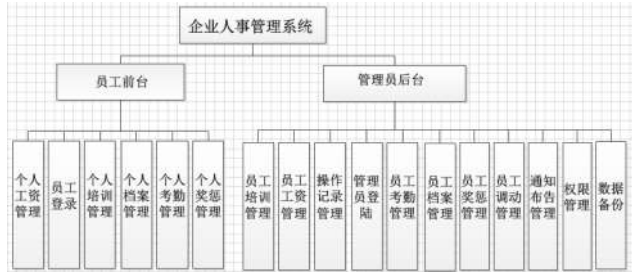 企业人事管理系统
员工前台
管理员后台
个人工资管理
员工登录
个人培训管理
个人档案管理
个人考勤管理
个人奖惩管理
员工培训管理
员工工资管理
操作记录管理
管理员登陆
员工考勤管理
员工档案管理
员工奖惩管理
员工调动管理
通知布告管理
权限管理
数据备份